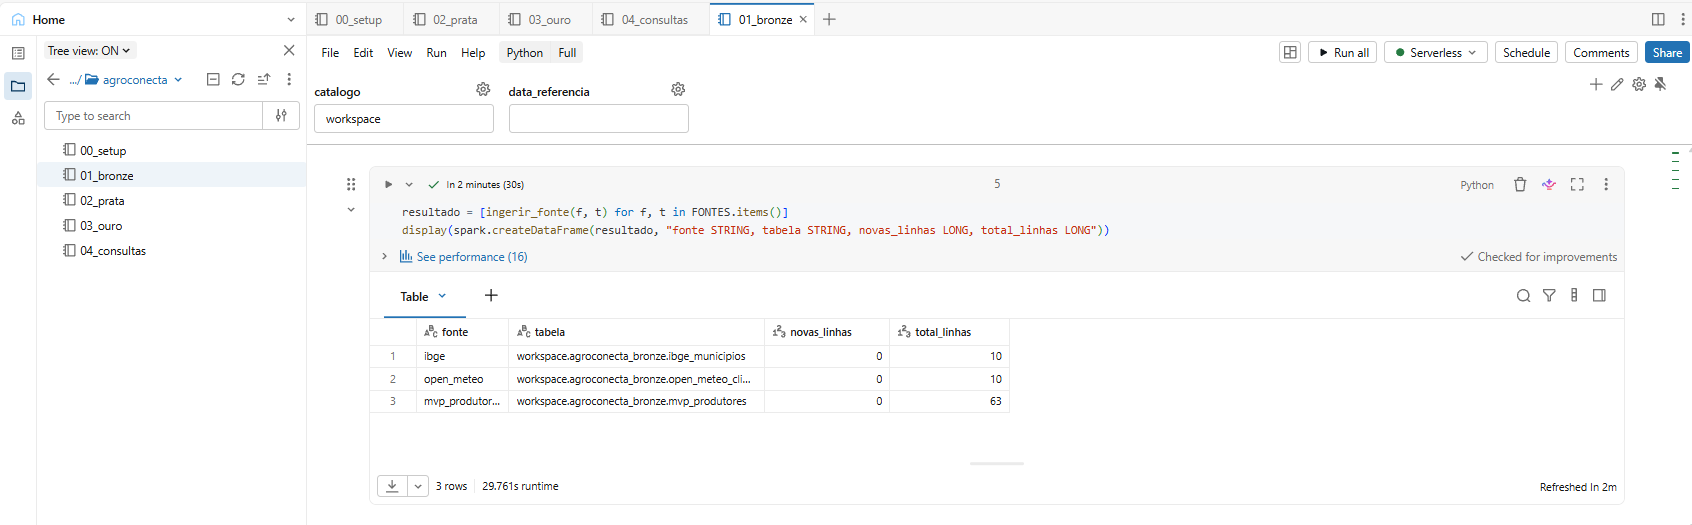 Home
00_setup
02_prata
03_ouro
04_consultas
01_bronze
Tree view: ON
File Edit View Run Help Python Full
Run all
Serverless
Schedule
Comments
Share
.../ agroconecta
catalogo
data_referencia
Type to search
workspace
00_setup
01_bronze
02_prata
03_ouro
04_consultas
In 2 minutes (30s)
5
Python
resultado = [ingerir_fonte(f, t) for f, t in FONTES.items()]
display(spark.createDataFrame(resultado, "fonte STRING, tabela STRING, novas_linhas LONG, total_linhas LONG"))
See performance (16)
Checked for improvements
Table
fonte tabela novas_linhas total_linhas
1 ibge workspace.agroconecta_bronze.ibge_municipios 0 10
2 open_meteo workspace.agroconecta_bronze.open_meteo_cli... 0 10
3 mvp_produtor... workspace.agroconecta_bronze.mvp_produtores 0 63
3 rows 29.761s runtime
Refreshed In 2m